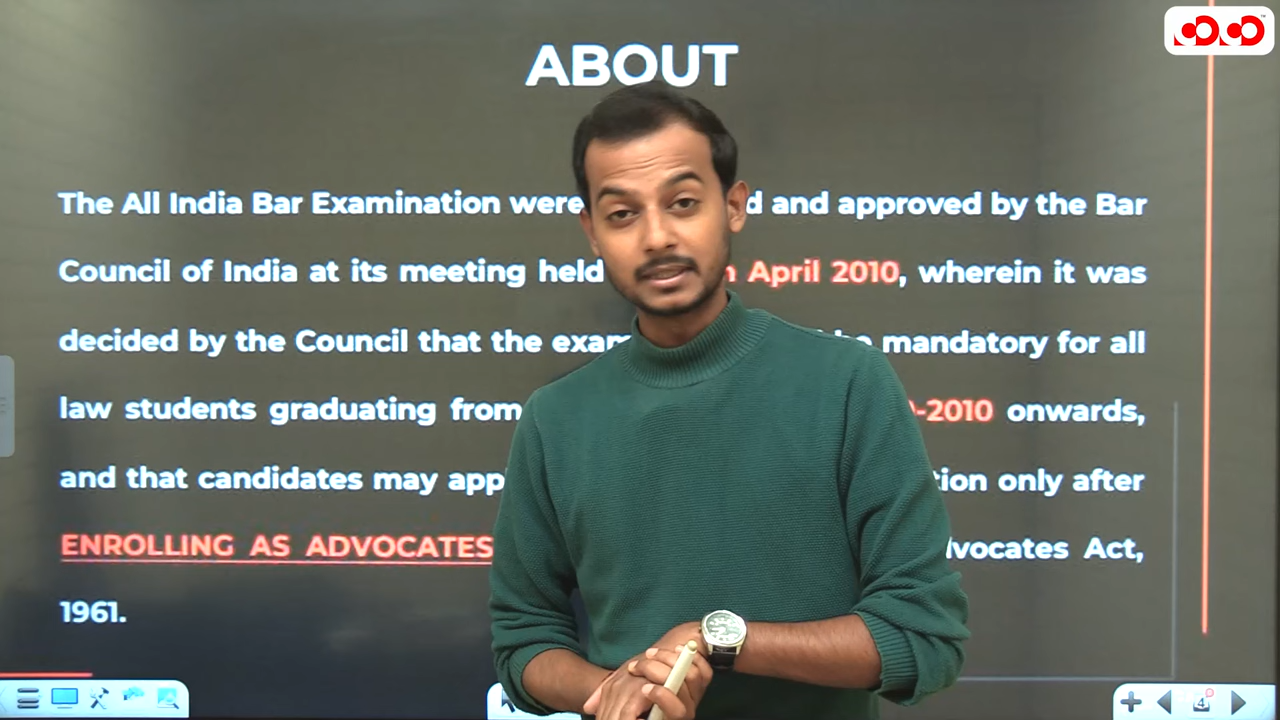 ABOUT
The All India Bar Examination were d and approved by the Bar
Council of India at its meeting held April 2010, wherein it was
decided by the Council that the exam mandatory for all
law students graduating from -2010 onwards,
and that candidates may app tion only after
ENROLLING AS ADVOCATES vocates Act,
1961.
4